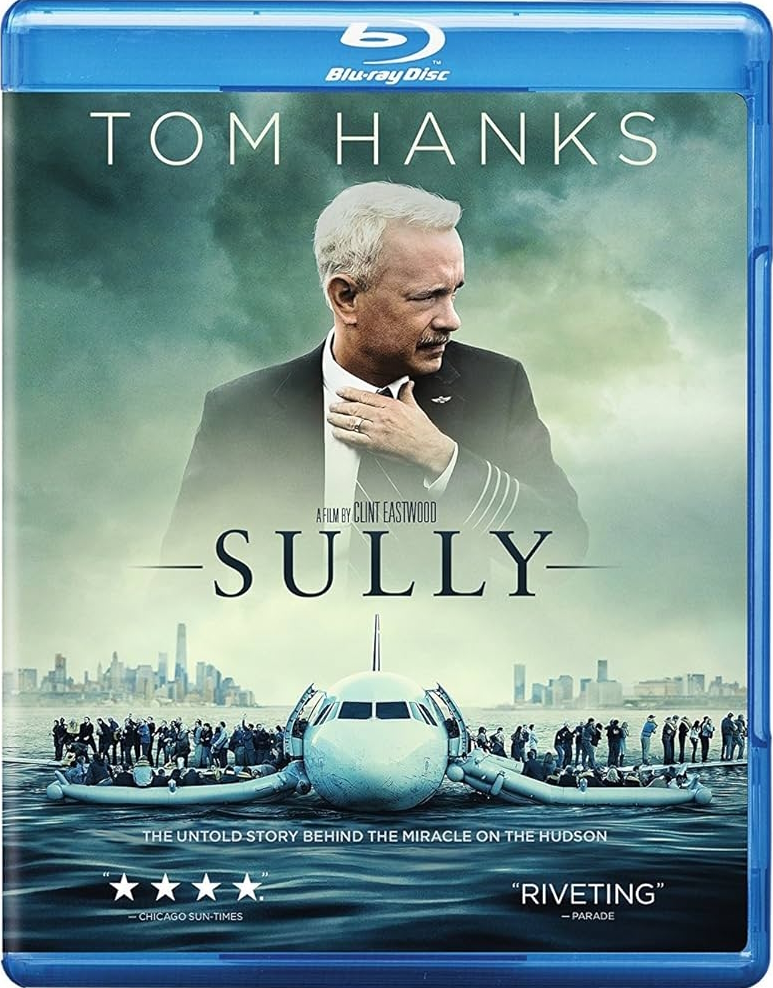 Blu-ray Disc™
TOM HANKS
A FILM BY CLINT EASTWOOD
SULLY
THE UNTOLD STORY BEHIND THE MIRACLE ON THE HUDSON
“★★★★.”
— CHICAGO SUN-TIMES
“RIVETING”
— PARADE